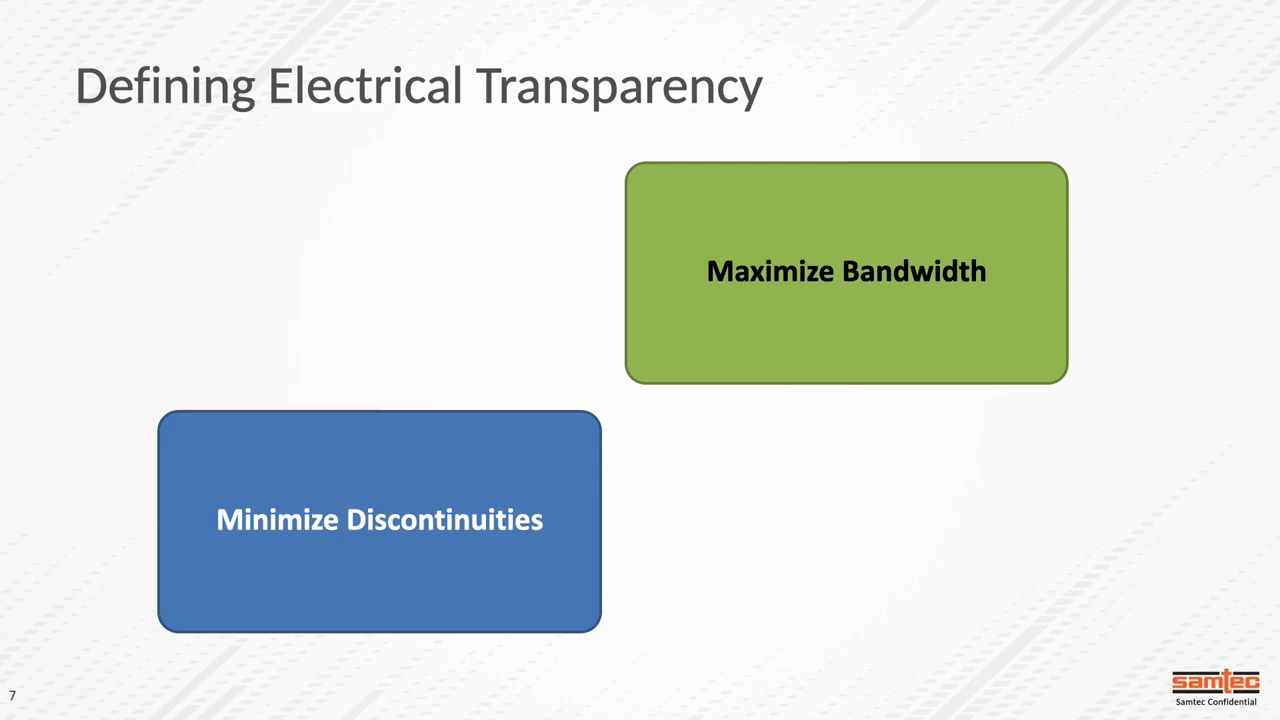 Defining Electrical Transparency
Maximize Bandwidth
Minimize Discontinuities
7
samtec
Samtec Confidential